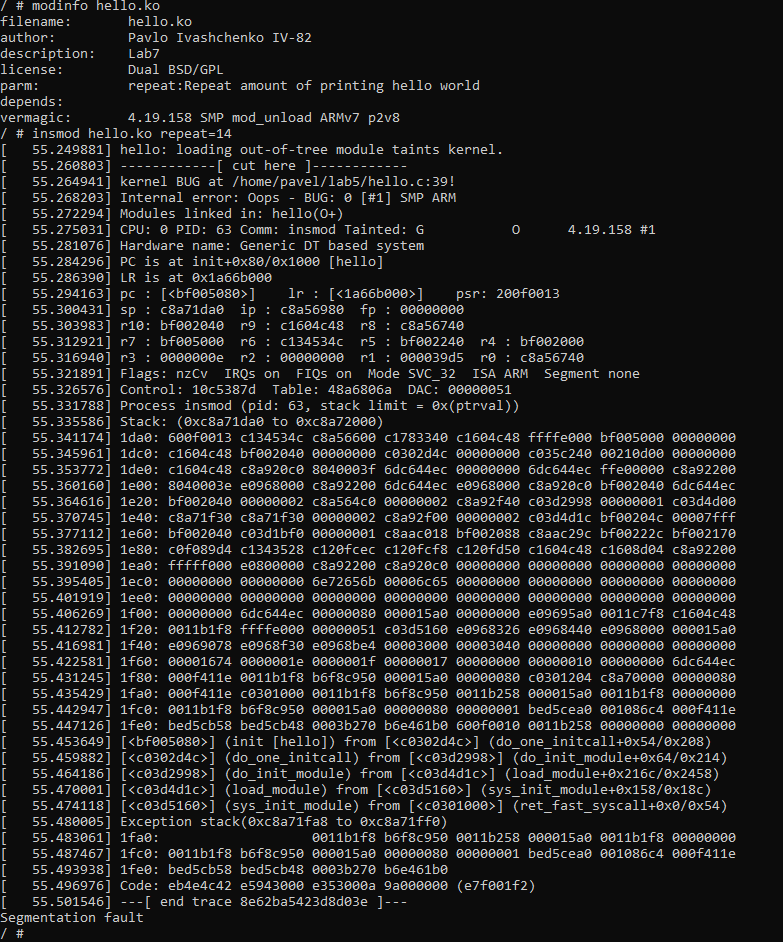 / # modinfo hello.ko
filename:       hello.ko
author:         Pavlo Ivashchenko IV-82
description:    Lab7
license:        Dual BSD/GPL
parm:           repeat:Repeat amount of printing hello world
depends:
vermagic:       4.19.158 SMP mod_unload ARMv7 p2v8
/ # insmod hello.ko repeat=14
[   55.249881] hello: loading out-of-tree module taints kernel.
[   55.260803] ------------[ cut here ]------------
[   55.264941] kernel BUG at /home/pavel/lab5/hello.c:39!
[   55.268203] Internal error: Oops - BUG: 0 [#1] SMP ARM
[   55.272294] Modules linked in: hello(O+)
[   55.275031] CPU: 0 PID: 63 Comm: insmod Tainted: G           O      4.19.158 #1
[   55.281076] Hardware name: Generic DT based system
[   55.284296] PC is at init+0x80/0x1000 [hello]
[   55.286390] LR is at 0x1a66b000
[   55.294163] pc : [<bf005080>]    lr : [<1a66b000>]    psr: 200f0013
[   55.300431] sp : c8a71da0  ip : c8a56980  fp : 00000000
[   55.303983] r10: bf002040  r9 : c1604c48  r8 : c8a56740
[   55.312921] r7 : bf005000  r6 : c134534c  r5 : bf002240  r4 : bf002000
[   55.316940] r3 : 0000000e  r2 : 00000000  r1 : 000039d5  r0 : c8a56740
[   55.321891] Flags: nzCv  IRQs on  FIQs on  Mode SVC_32  ISA ARM  Segment none
[   55.326576] Control: 10c5387d  Table: 48a6806a  DAC: 00000051
[   55.331788] Process insmod (pid: 63, stack limit = 0x(ptrval))
[   55.335586] Stack: (0xc8a71da0 to 0xc8a72000)
[   55.341174] 1da0: 600f0013 c134534c c8a56600 c1783340 c1604c48 ffffe000 bf005000 00000000
[   55.345961] 1dc0: c1604c48 bf002040 00000000 c0302d4c 00000000 c035c240 00210d00 00000000
[   55.353772] 1de0: c1604c48 c8a920c0 8040003f 6dc644ec 00000000 6dc644ec ffe00000 c8a92200
[   55.360160] 1e00: 8040003e e0968000 c8a92200 6dc644ec e0968000 c8a920c0 bf002040 6dc644ec
[   55.364616] 1e20: bf002040 00000002 c8a564c0 00000002 c8a92f40 c03d2998 00000001 c03d4d00
[   55.370745] 1e40: c8a71f30 c8a71f30 00000002 c8a92f00 00000002 c03d4d1c bf00204c 00007fff
[   55.377112] 1e60: bf002040 c03d1bf0 00000001 c8aac018 bf002088 c8aac29c bf00222c bf002170
[   55.382695] 1e80: c0f089d4 c1343528 c120fcec c120fcf8 c120fd50 c1604c48 c1608d04 c8a92200
[   55.391090] 1ea0: fffff000 e0800000 c8a92200 c8a920c0 00000000 00000000 00000000 00000000
[   55.395405] 1ec0: 00000000 00000000 6e72656b 00006c65 00000000 00000000 00000000 00000000
[   55.401919] 1ee0: 00000000 00000000 00000000 00000000 00000000 00000000 00000000 00000000
[   55.406269] 1f00: 00000000 6dc644ec 00000080 000015a0 00000000 e09695a0 0011c7f8 c1604c48
[   55.412782] 1f20: 0011b1f8 ffffe000 00000051 c03d5160 e0968326 e0968440 e0968000 000015a0
[   55.416981] 1f40: e0969078 e0968f30 e0968be4 00003000 00003040 00000000 00000000 00000000
[   55.422581] 1f60: 00001674 0000001e 0000001f 00000017 00000000 00000010 00000000 6dc644ec
[   55.431245] 1f80: 000f411e 0011b1f8 b6f8c950 000015a0 00000080 c0301204 c8a70000 00000080
[   55.435429] 1fa0: 000f411e c0301000 0011b1f8 b6f8c950 0011b258 000015a0 0011b1f8 00000000
[   55.442947] 1fc0: 0011b1f8 b6f8c950 000015a0 00000080 00000001 bed5cea0 001086c4 000f411e
[   55.447126] 1fe0: bed5cb58 bed5cb48 0003b270 b6e461b0 600f0010 0011b258 00000000 00000000
[   55.453649] [<bf005080>] (init [hello]) from [<c0302d4c>] (do_one_initcall+0x54/0x208)
[   55.459882] [<c0302d4c>] (do_one_initcall) from [<c03d2998>] (do_init_module+0x64/0x214)
[   55.464186] [<c03d2998>] (do_init_module) from [<c03d4d1c>] (load_module+0x216c/0x2458)
[   55.470001] [<c03d4d1c>] (load_module) from [<c03d5160>] (sys_init_module+0x158/0x18c)
[   55.474118] [<c03d5160>] (sys_init_module) from [<c0301000>] (ret_fast_syscall+0x0/0x54)
[   55.480005] Exception stack(0xc8a71fa8 to 0xc8a71ff0)
[   55.483061] 1fa0:                   0011b1f8 b6f8c950 0011b258 000015a0 0011b1f8 00000000
[   55.487467] 1fc0: 0011b1f8 b6f8c950 000015a0 00000080 00000001 bed5cea0 001086c4 000f411e
[   55.493938] 1fe0: bed5cb58 bed5cb48 0003b270 b6e461b0
[   55.496976] Code: eb4e4c42 e5943000 e353000a 9a000000 (e7f001f2)
[   55.501546] ---[ end trace 8e62ba5423d8d03e ]---
Segmentation fault
/ #